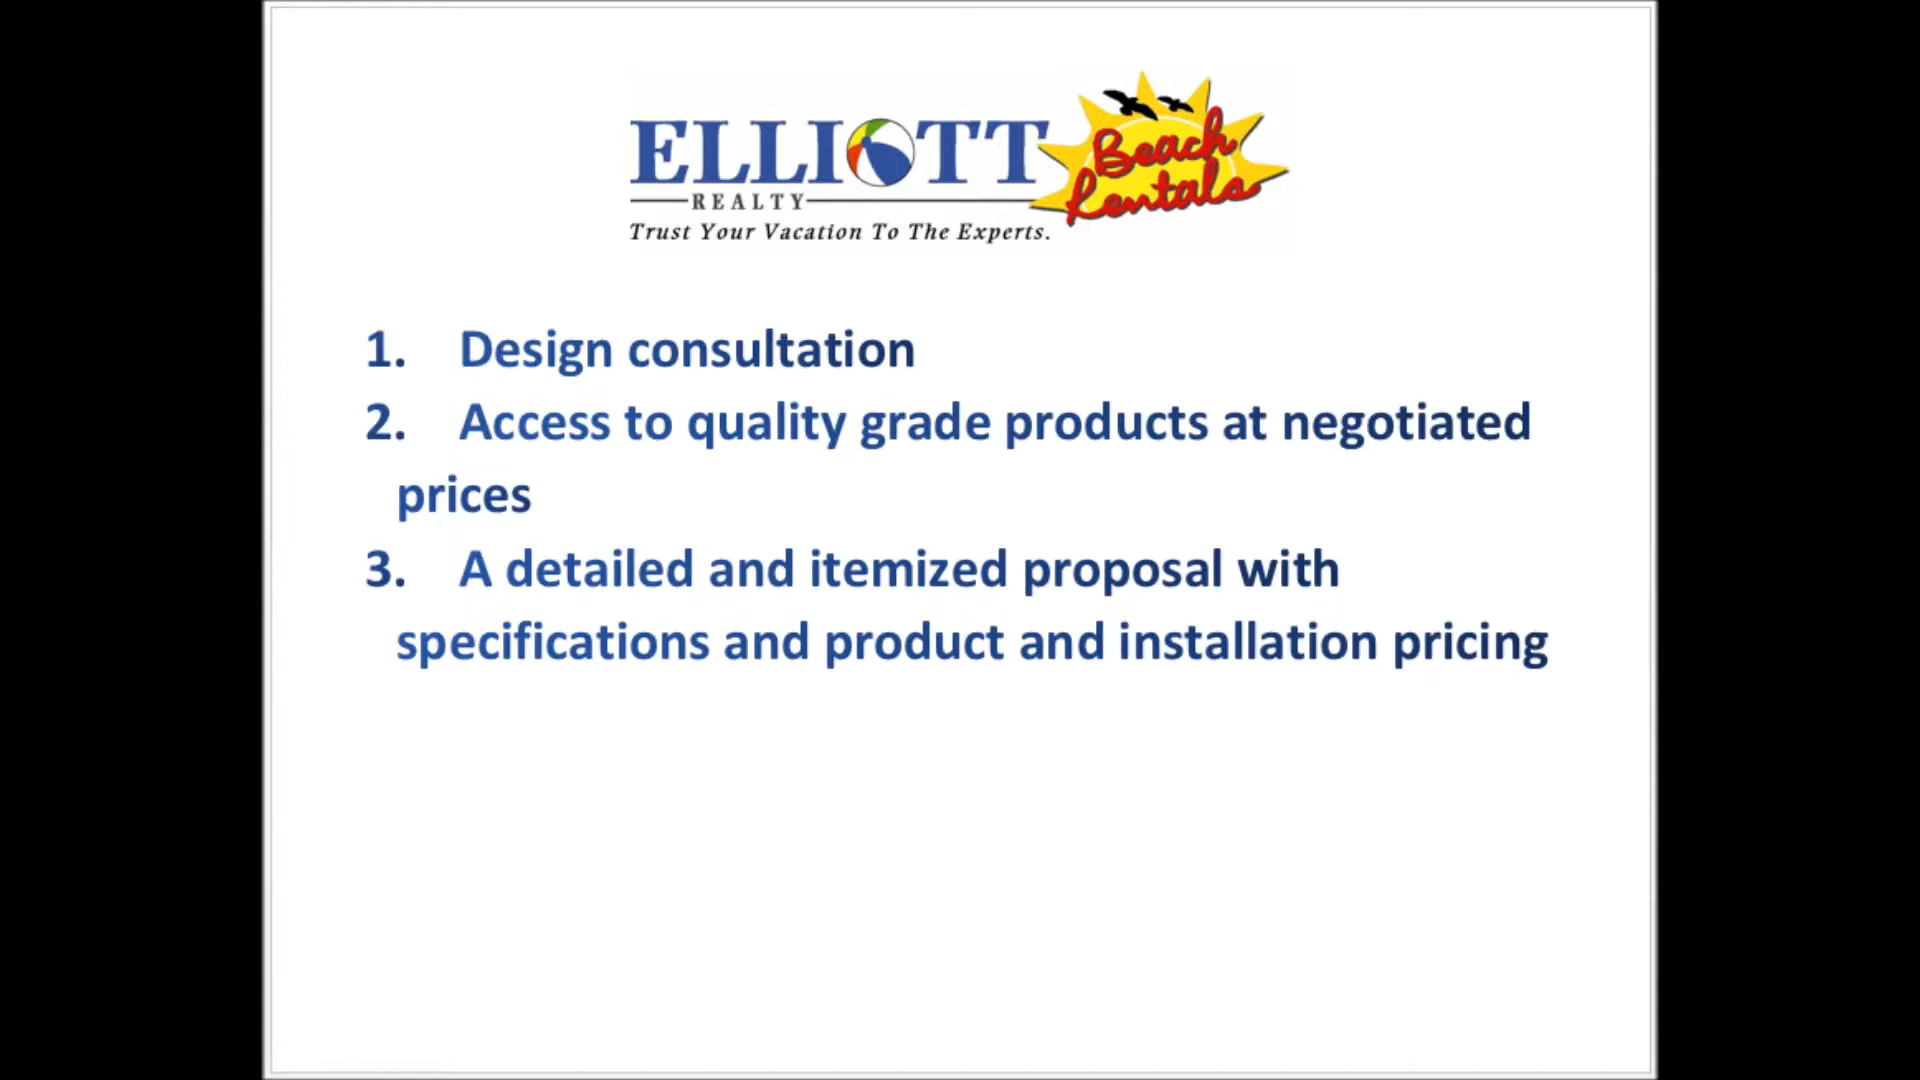 ELLIOTT
REALTY
Trust Your Vacation To The Experts.
Beach
Rentals
1. Design consultation
2. Access to quality grade products at negotiated
prices
3. A detailed and itemized proposal with
specifications and product and installation pricing